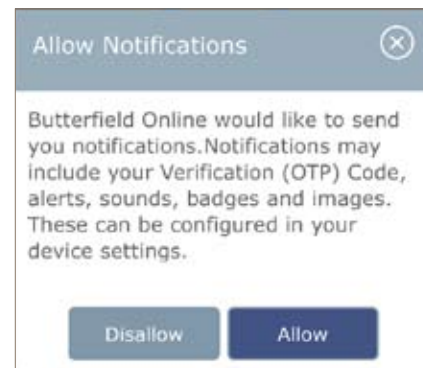 Allow Notifications
Butterfield Online would like to send
you notifications.Notifications may
include your Verification (OTP) Code,
alerts, sounds, badges and images.
These can be configured in your
device settings.
Disallow
Allow